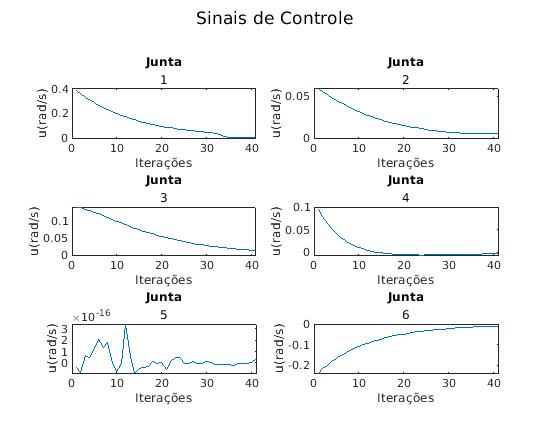 Sinais de Controle
Junta
1
0.4
0.2
0
u(rad/s)
0 10 20 30 40
Iterações
Junta
2
0.05
0
u(rad/s)
0 10 20 30 40
Iterações
Junta
3
0.1
0.05
0
u(rad/s)
0 10 20 30 40
Iterações
Junta
4
0.1
0.05
0
u(rad/s)
0 10 20 30 40
Iterações
Junta
5
×10-16
3
2
1
0
u(rad/s)
0 10 20 30 40
Iterações
Junta
6
0
-0.1
-0.2
u(rad/s)
0 10 20 30 40
Iterações